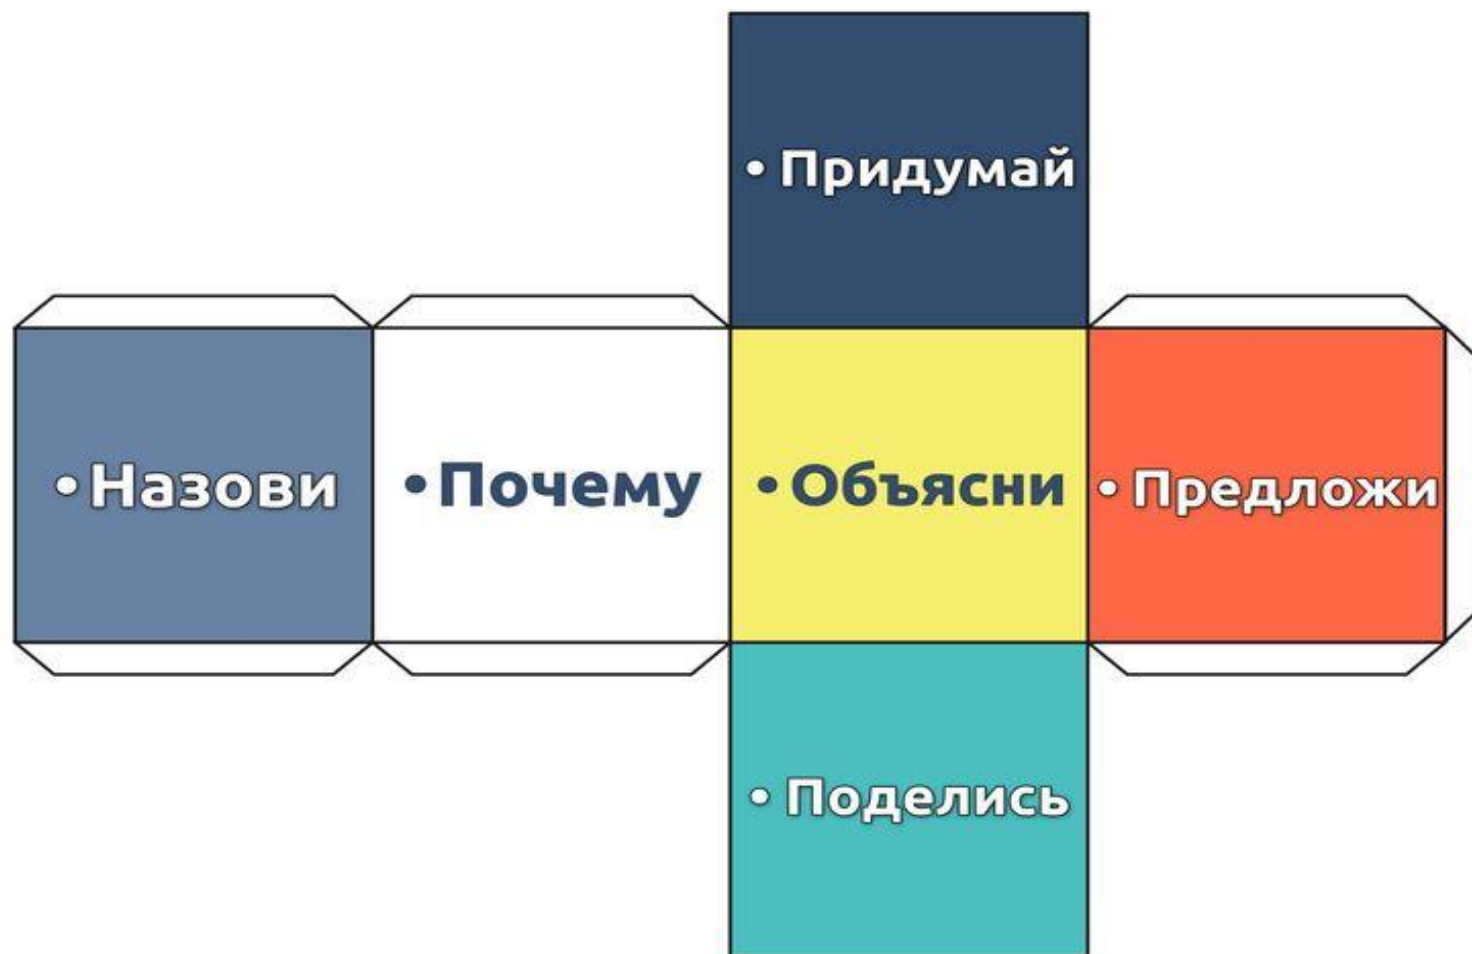 • Придумай
• Назови
• Почему
• Объясни
• Предложи
• Поделись